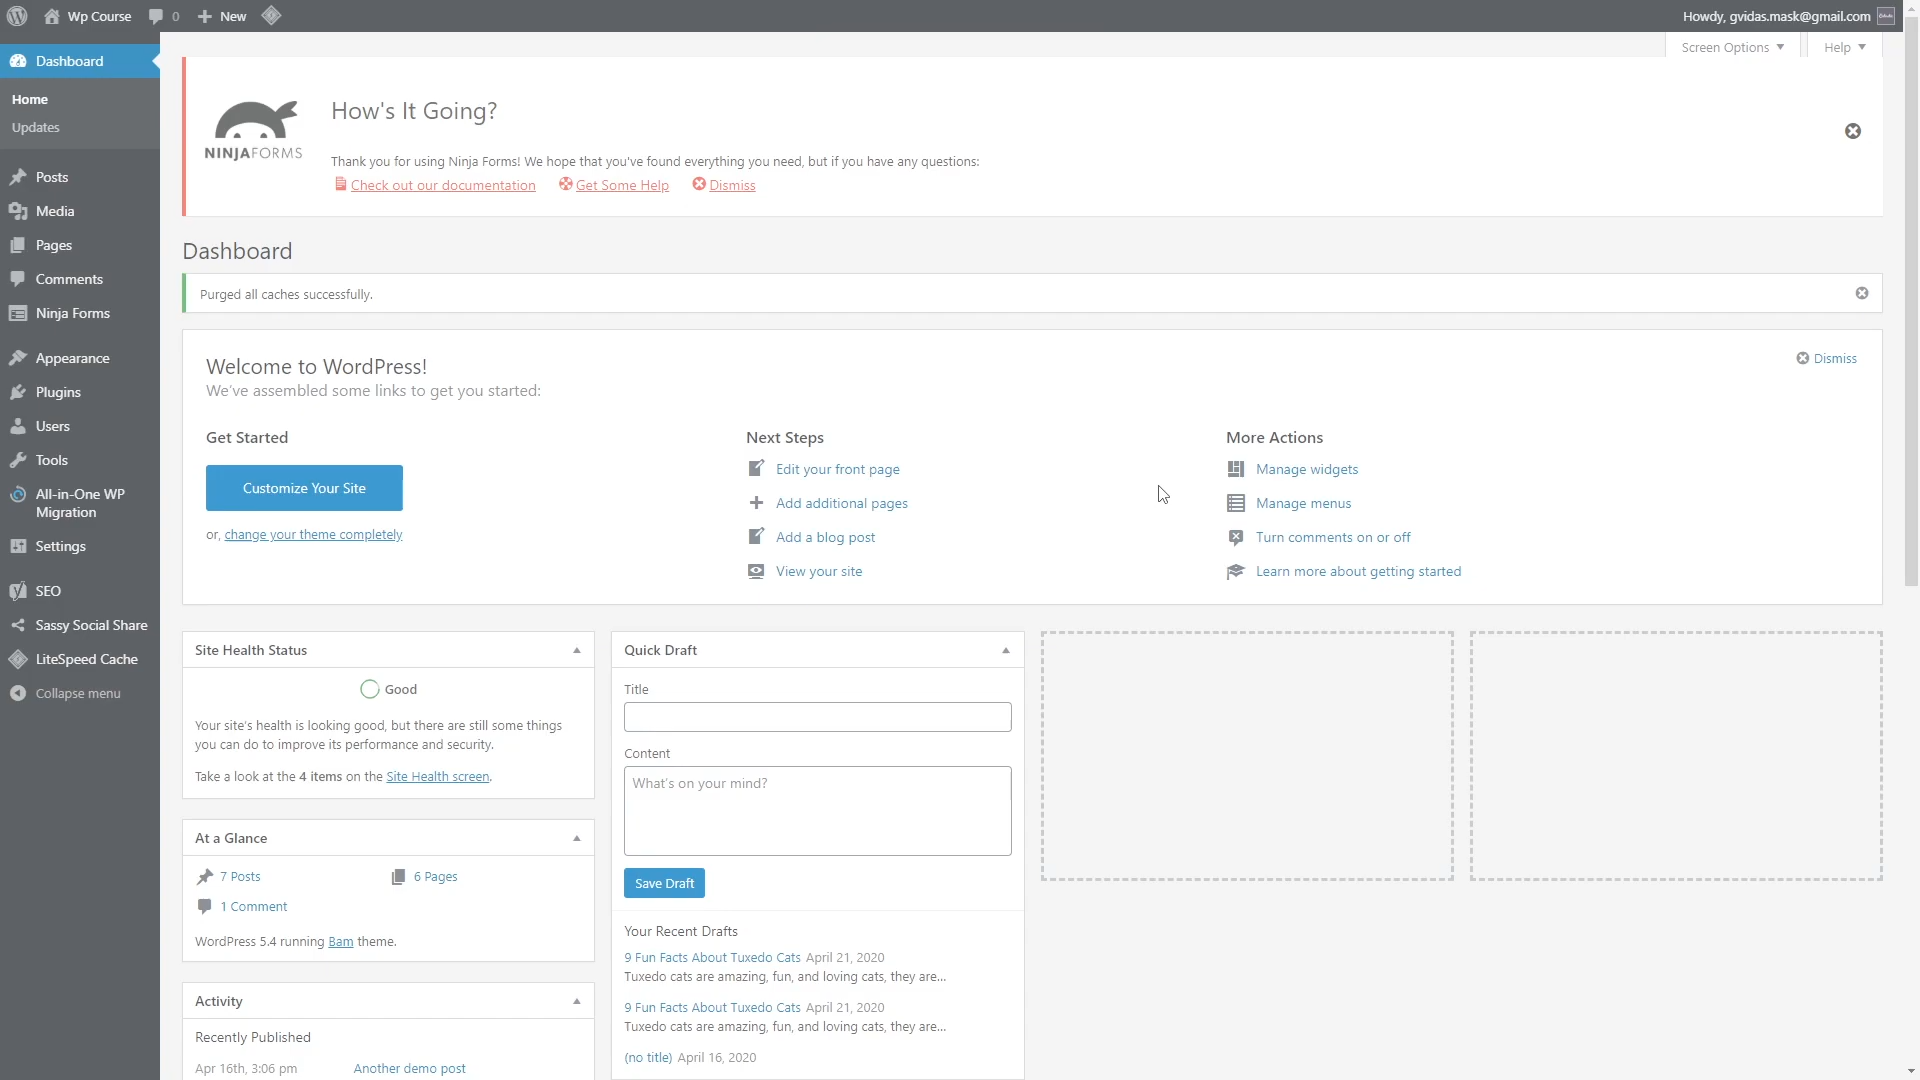 Wp Course
0
New
Howdy, gvidas.mask@gmail.com
Dashboard
Home
Updates
Posts
Media
Pages
Comments
Ninja Forms
Appearance
Plugins
Users
Tools
All-in-One WP
Migration
Settings
SEO
Sassy Social Share
LiteSpeed Cache
Collapse menu
Screen Options
Help
NINJAFORMS
How's It Going?
Thank you for using Ninja Forms! We hope that you've found everything you need, but if you have any questions:
Check out our documentation Get Some Help Dismiss
Dashboard
Purged all caches successfully.
Welcome to WordPress!
We've assembled some links to get you started:
Dismiss
Get Started
Customize Your Site
or, change your theme completely
Next Steps
Edit your front page
Add additional pages
Add a blog post
View your site
More Actions
Manage widgets
Manage menus
Turn comments on or off
Learn more about getting started
Site Health Status
Good
Your site's health is looking good, but there are still some things
you can do to improve its performance and security.
Take a look at the 4 items on the Site Health screen.
At a Glance
7 Posts
6 Pages
1 Comment
WordPress 5.4 running Bam theme.
Activity
Recently Published
Apr 16th, 3:06 pm Another demo post
Quick Draft
Title
Content
What's on your mind?
Save Draft
Your Recent Drafts
9 Fun Facts About Tuxedo Cats April 21, 2020
Tuxedo cats are amazing, fun, and loving cats, they are...
9 Fun Facts About Tuxedo Cats April 21, 2020
Tuxedo cats are amazing, fun, and loving cats, they are...
(no title) April 16, 2020